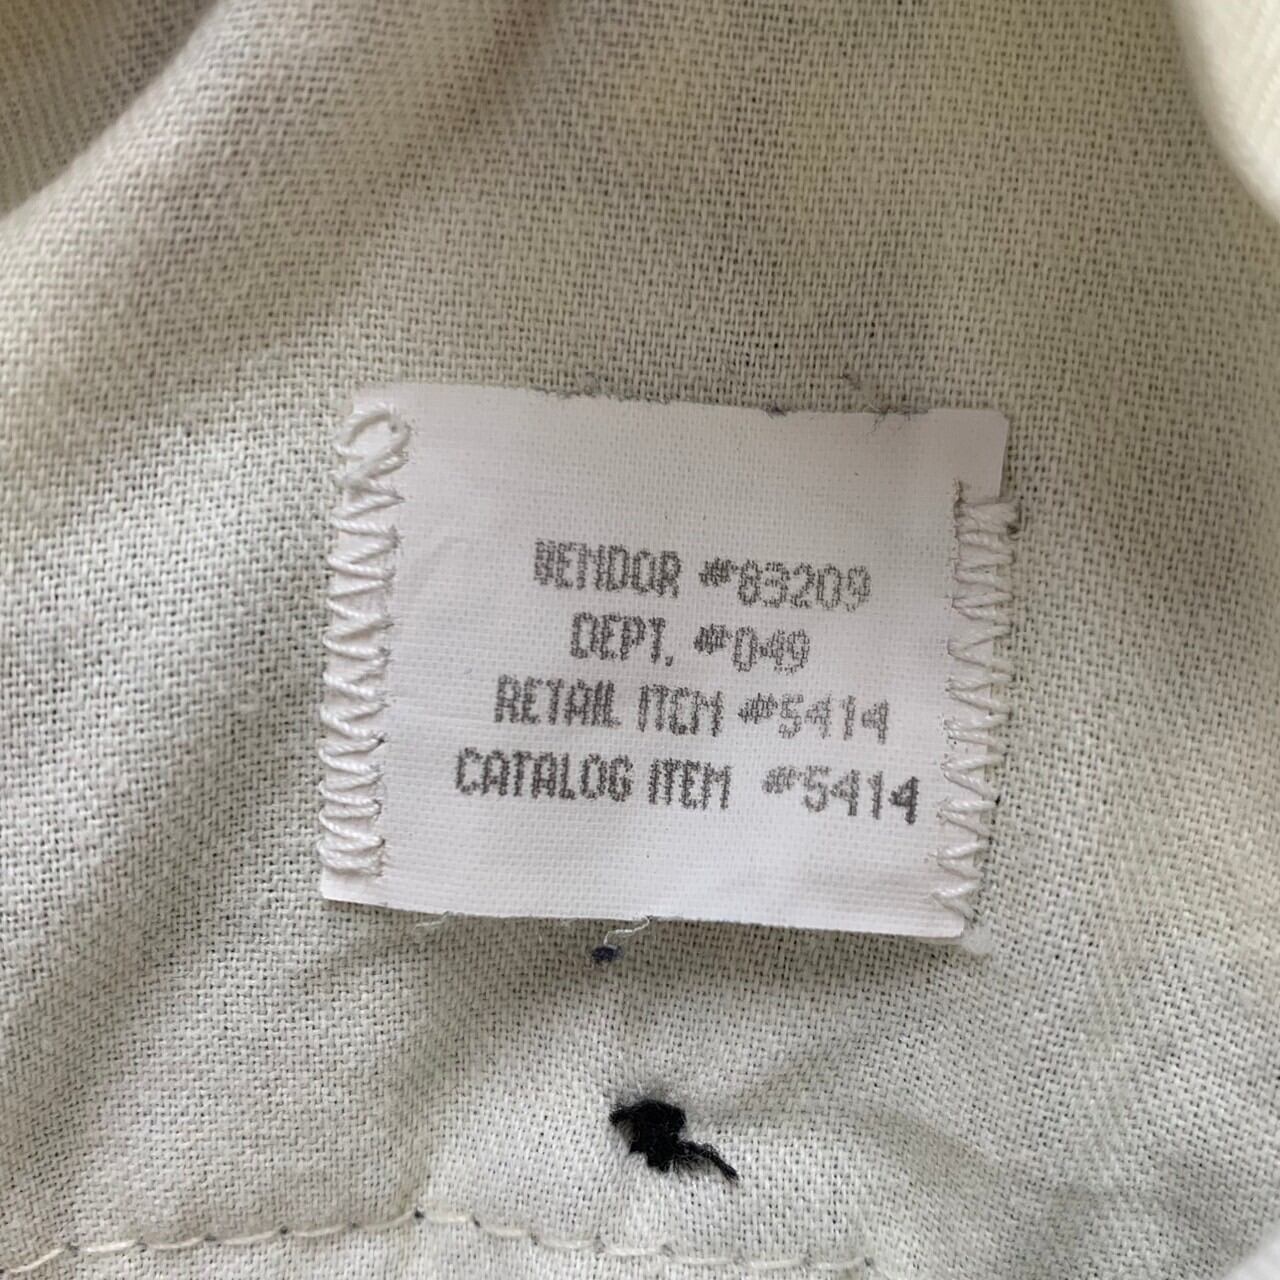 VENDOR #83209
DEPT. #049
RETAIL ITEM #5414
CATALOG ITEM #5414